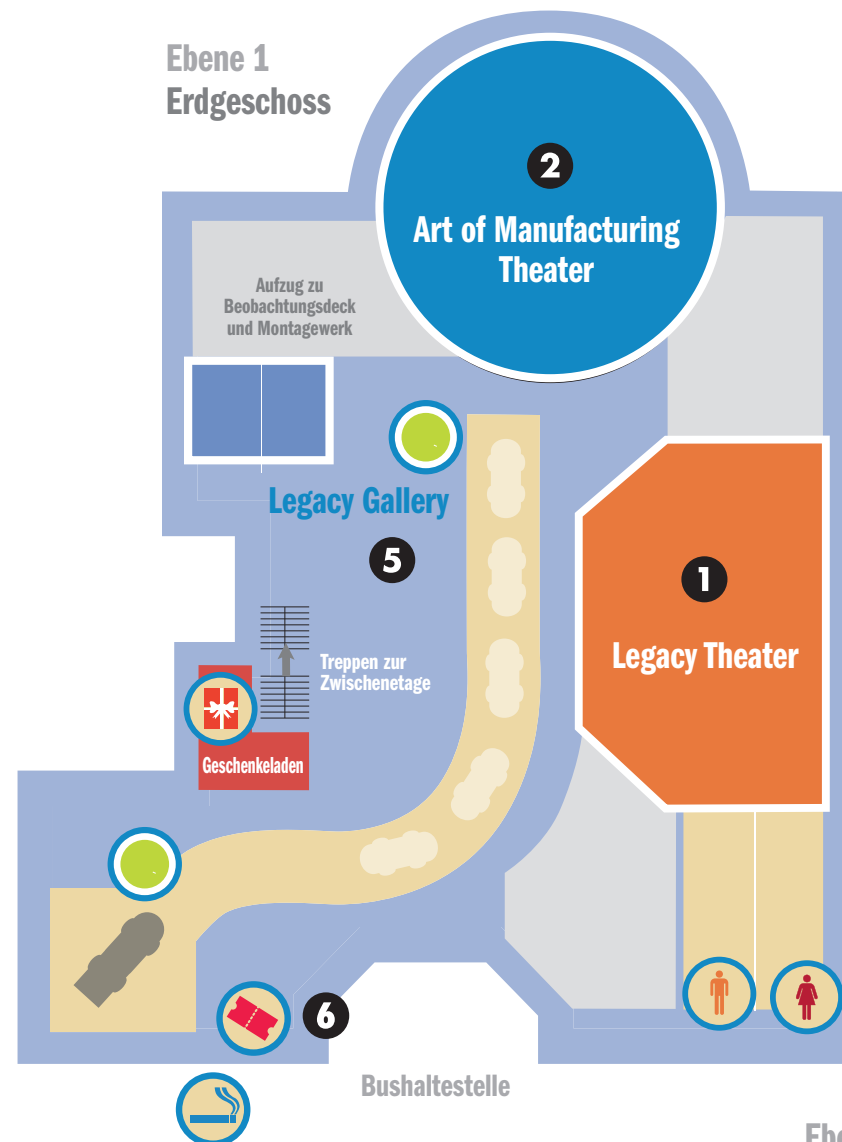 Ebene 1
Erdgeschoss
2
Art of Manufacturing
Theater
Aufzug zu
Beobachtungsdeck
und Montagewerk
Legacy Gallery
5
1
Legacy Theater
Treppen zur
Zwischenetage
Geschenkeladen
6
Bushaltestelle
Ebe